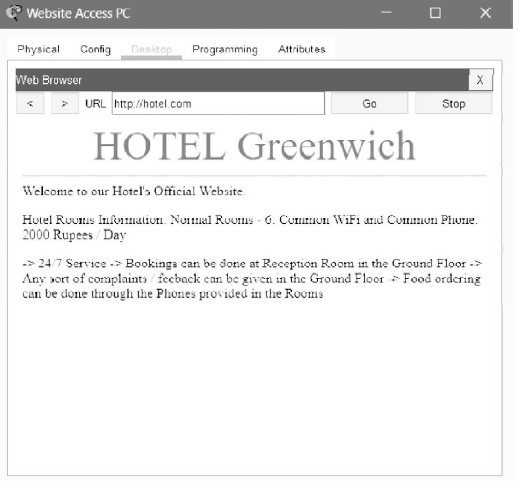 Website Access PC
Physical Config Desktop Programming Attributes
Web Browser X
< > URL http://hotel.com Go Stop
HOTEL Greenwich
Welcome to our Hotel's Official Website.
Hotel Rooms Information. Normal Rooms - 6. Common WiFi and Common Phone.
2000 Rupees / Day
-> 24/7 Service -> Bookings can be done at Reception Room in the Ground Floor ->
Any sort of complaints / feeback can be given in the Ground Floor -> Food ordering
can be done through the Phones provided in the Rooms